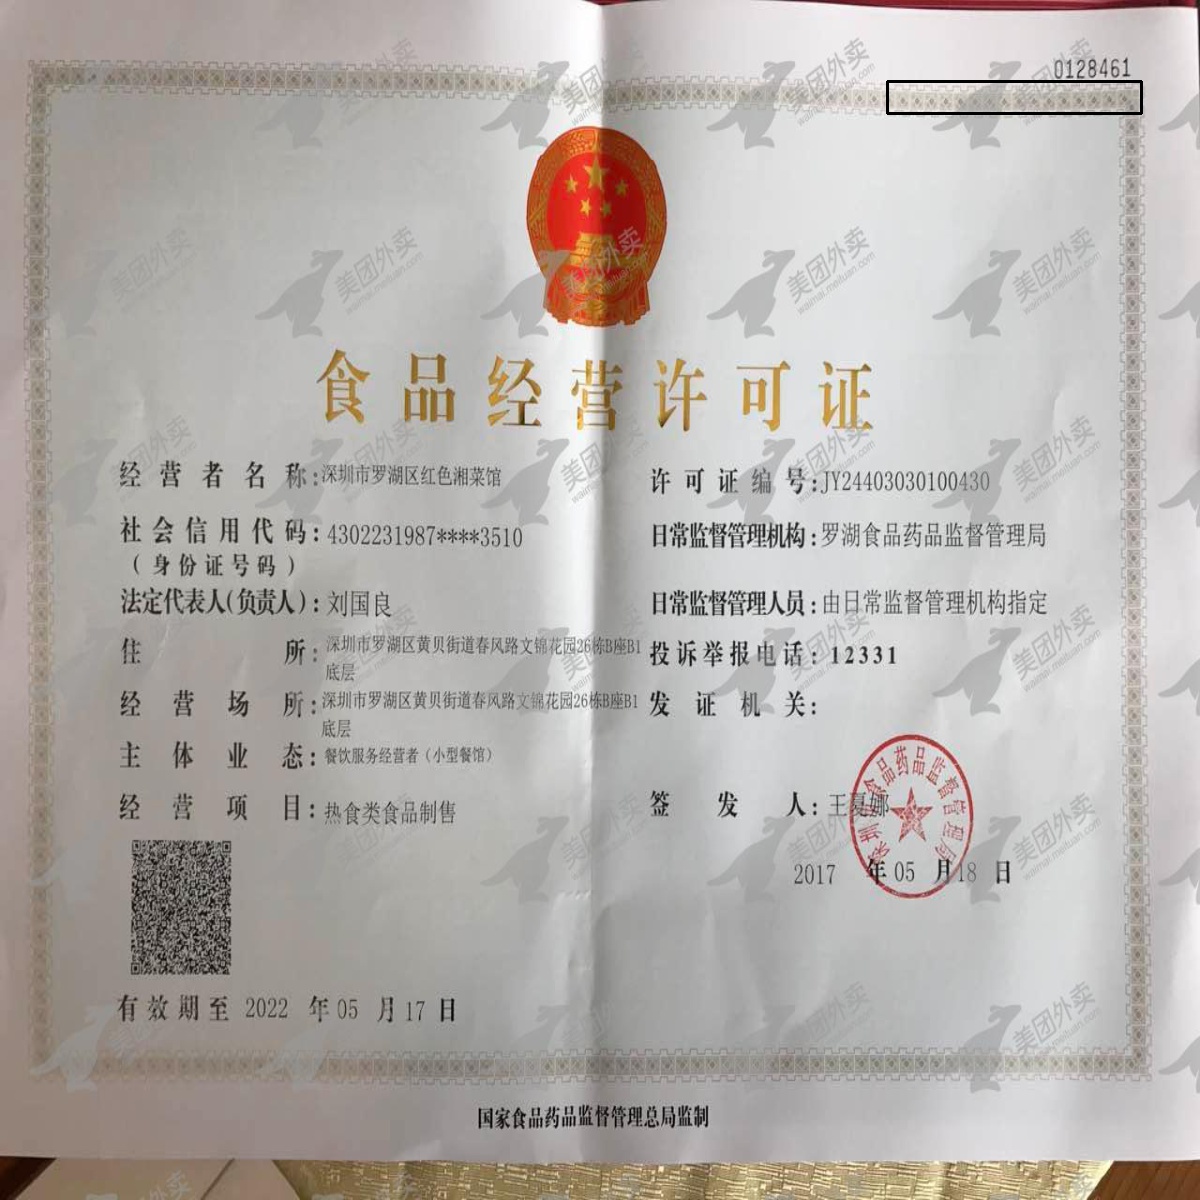 0128461
食品经营许可证
经营者名称:深圳市罗湖区红色湘菜馆
社会信用代码:4302231987****3510
(身份证号码)
法定代表人(负责人):刘国良
住所:深圳市罗湖区黄贝街道春风路文锦花园26栋B座B1
底层
经营场所:深圳市罗湖区黄贝街道春风路文锦花园26栋B座B1
底层
主体业态:餐饮服务经营者（小型餐馆）
经营项目:热食类食品制售
有效期至 2022 年 05 月 17 日
许可证编号:JY24403030100430
日常监督管理机构:罗湖食品药品监督管理局
日常监督管理人员:由日常监督管理机构指定
投诉举报电话:12331
发证机关:
签发人:王夏娜
深圳市食品药品监督管理局
2017 年 05 月 18 日
国家食品药品监督管理总局监制
美团外卖
waimai.meituan.com